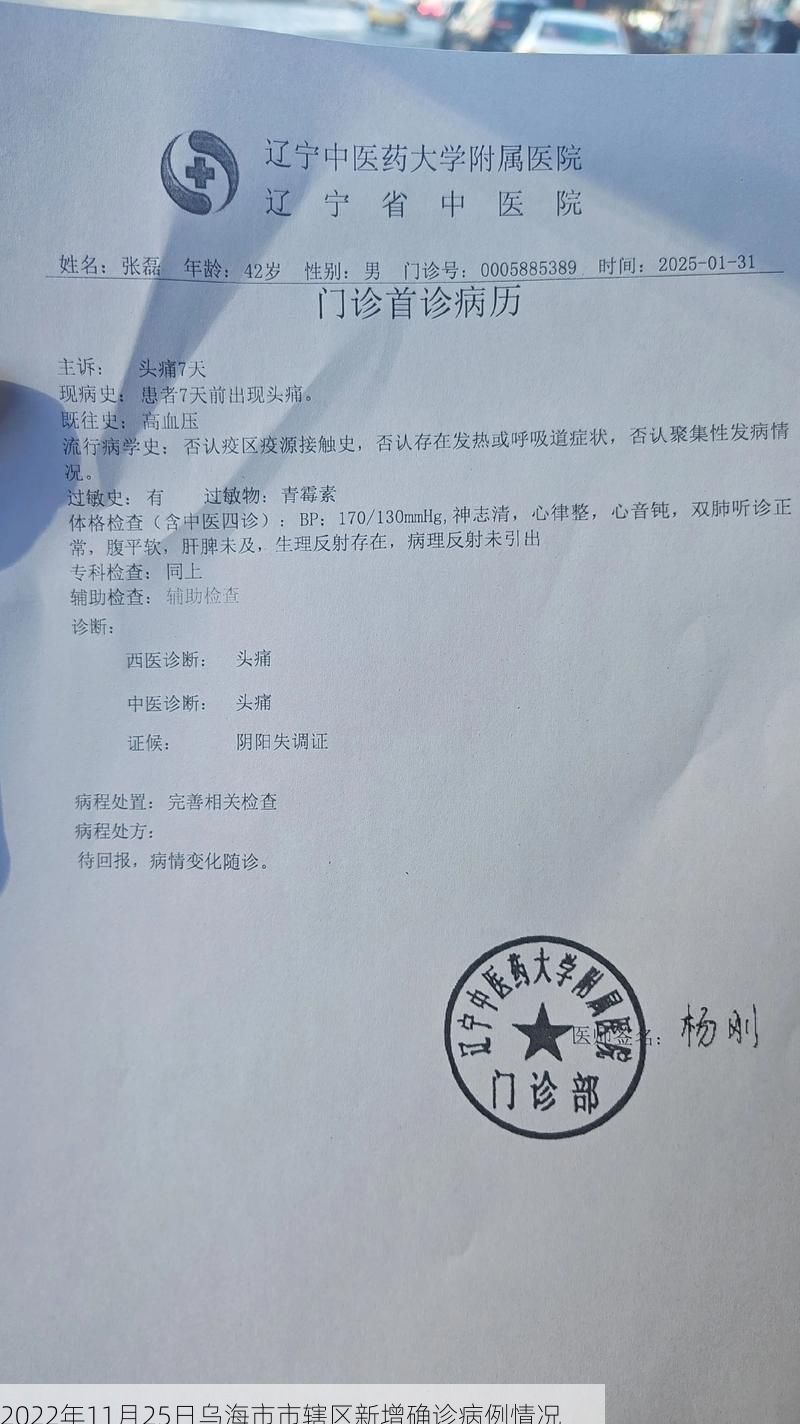 辽宁中医药大学附属医院
辽宁省中医院
姓名：张磊 年龄：42岁 性别：男 门诊号：0005885389 时间：2025-01-31
门诊首诊病历
主诉： 头痛7天
现病史：患者7天前出现头痛。
既往史：高血压
流行病学史：否认疫区疫源接触史，否认存在发热或呼吸道症状，否认聚集性发病情
况。
过敏史：有 过敏物：青霉素
体格检查（含中医四诊）：BP：170/130mmHg,神志清，心律整，心音钝，双肺听诊正
常，腹平软，肝脾未及，生理反射存在，病理反射未引出
专科检查：同上
辅助检查：辅助检查
诊断：
西医诊断： 头痛
中医诊断： 头痛
证候： 阴阳失调证
病程处置：完善相关检查
病程处方：
待回报，病情变化随诊。
辽宁中医药大学附属医院
医师签名：杨刚
门诊部
2022年11月25日乌海市市辖区新增确诊病例情况